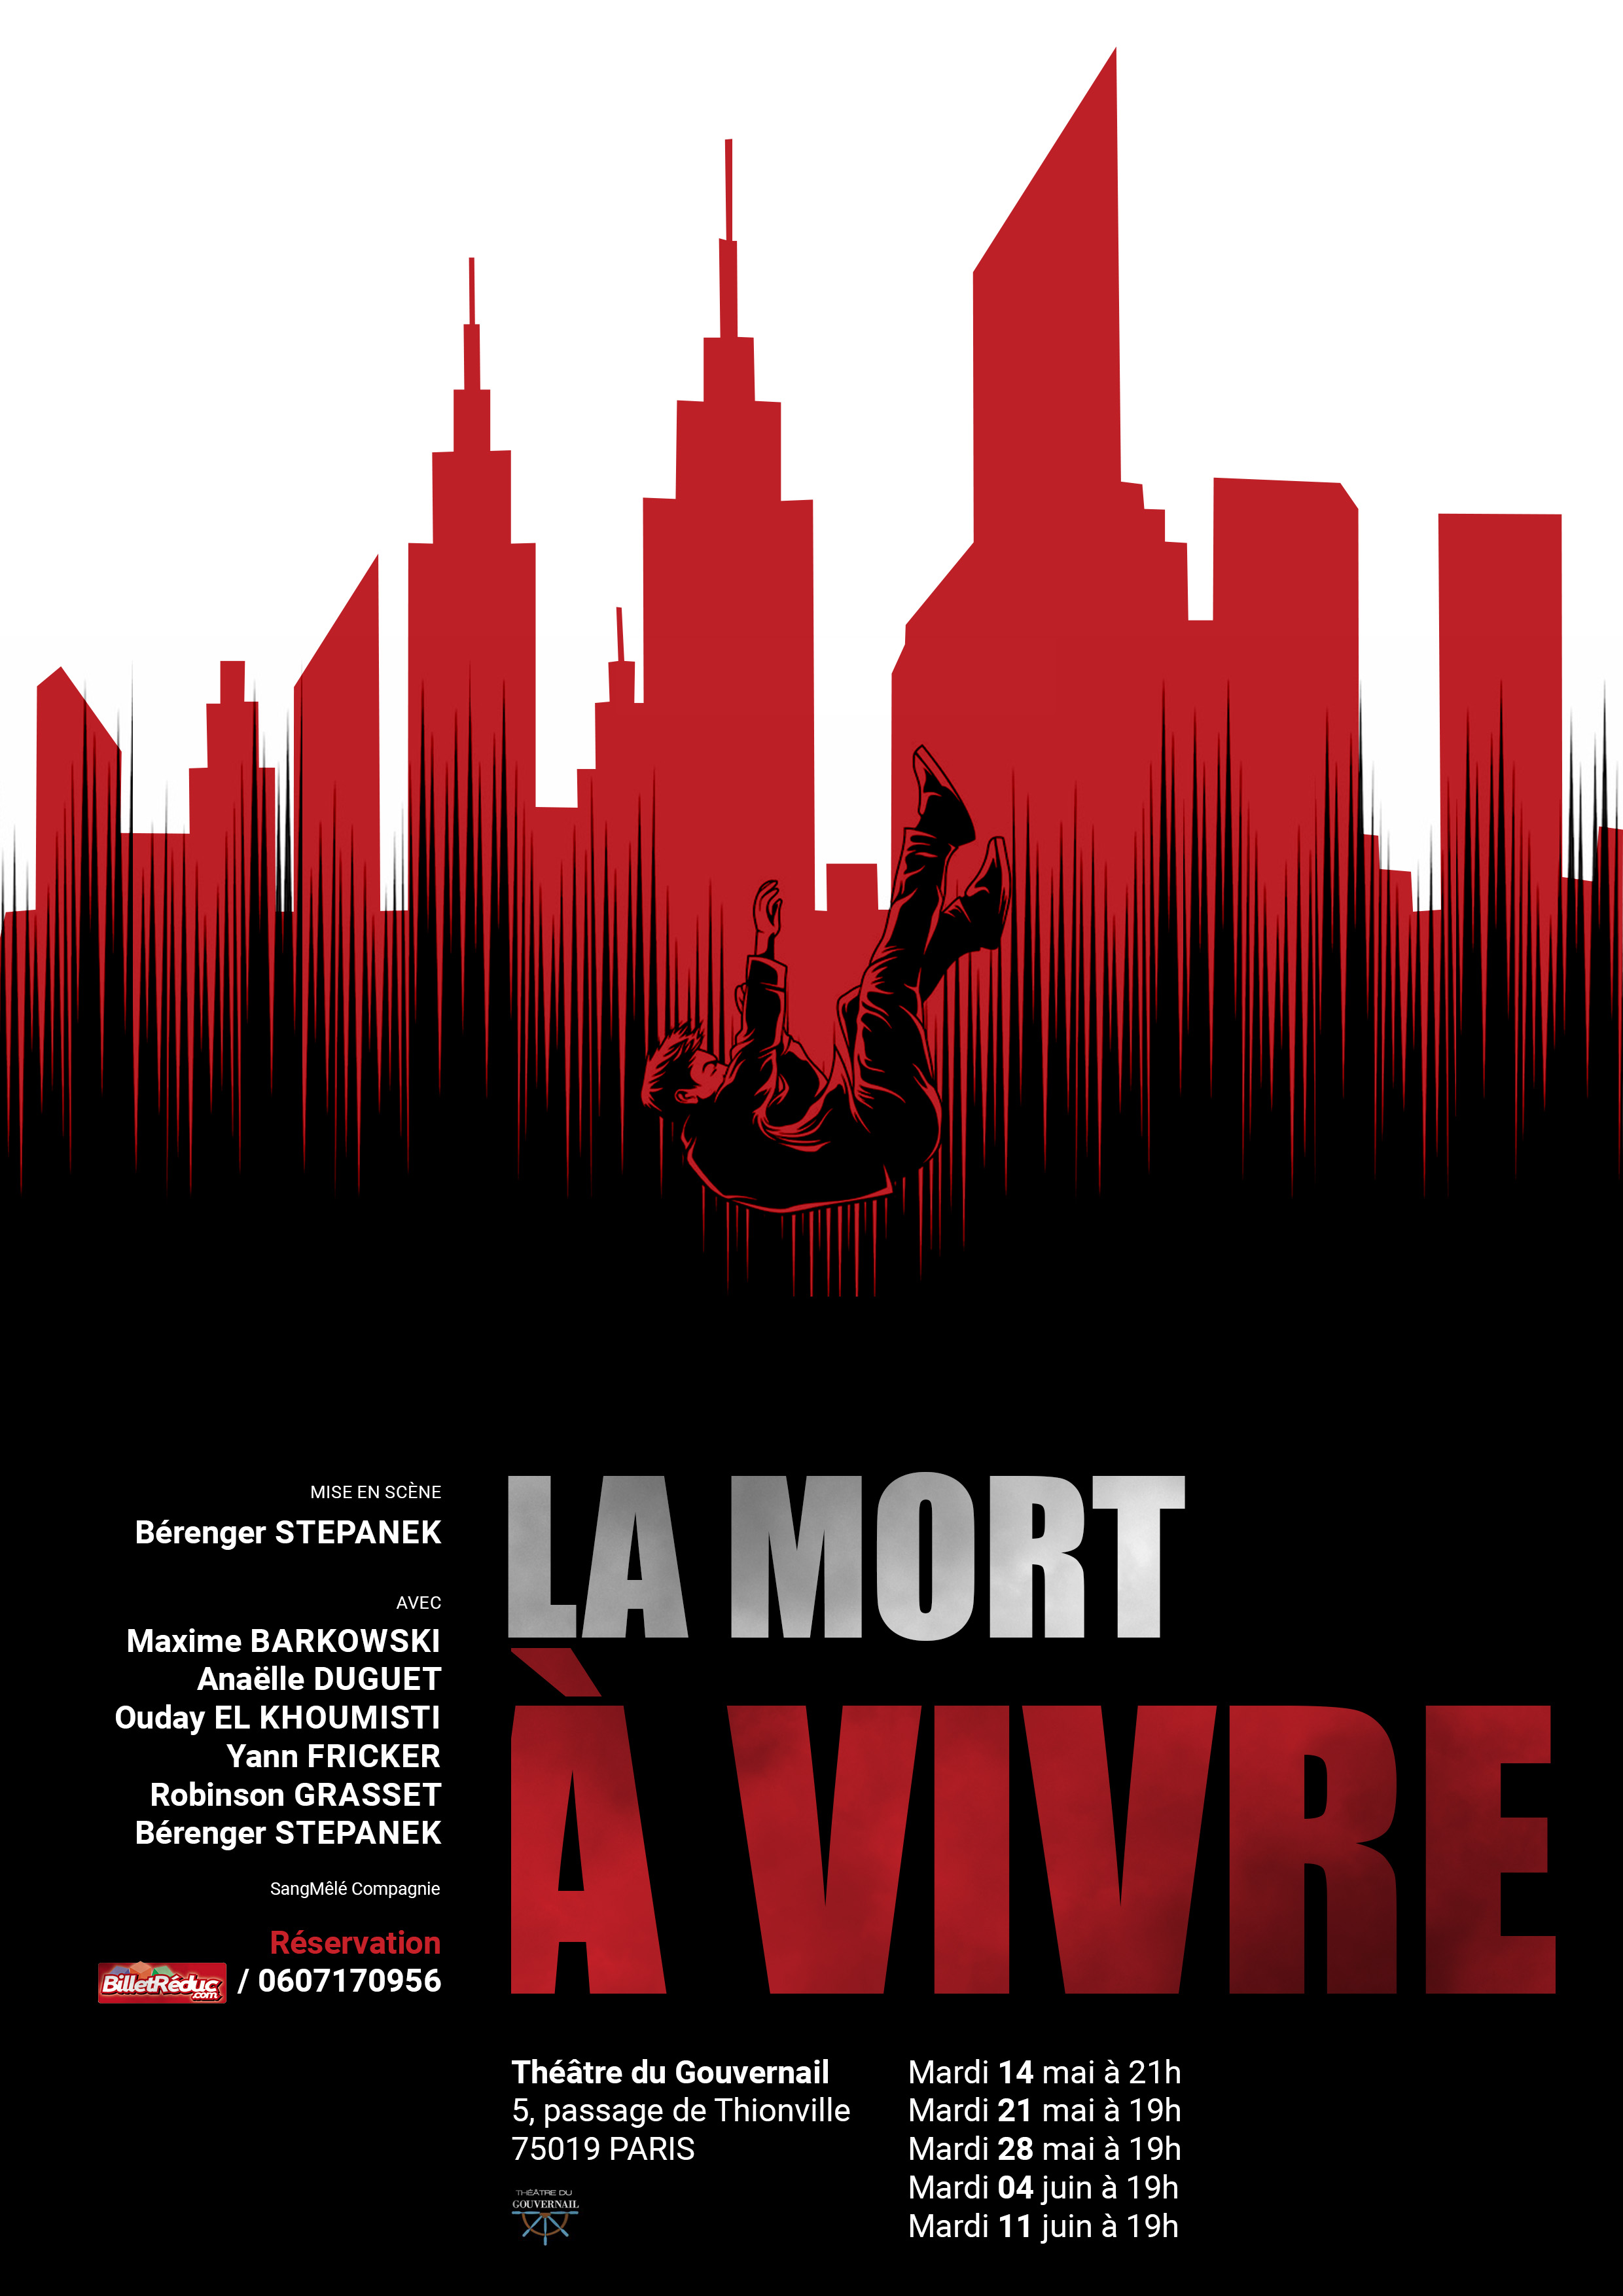 MISE EN SCÈNE
Bérenger STEPANEK
AVEC
Maxime BARKOWSKI
Anaëlle DUGUET
Ouday EL KHOUMISTI
Yann FRICKER
Robinson GRASSET
Bérenger STEPANEK
SangMêlé Compagnie
Réservation
BilletRéduc.com / 0607170956
LA MORT
À VIVRE
Théâtre du Gouvernail
5, passage de Thionville
75019 PARIS
THÉÂTRE DU
GOUVERNAIL
Mardi 14 mai à 21h
Mardi 21 mai à 19h
Mardi 28 mai à 19h
Mardi 04 juin à 19h
Mardi 11 juin à 19h